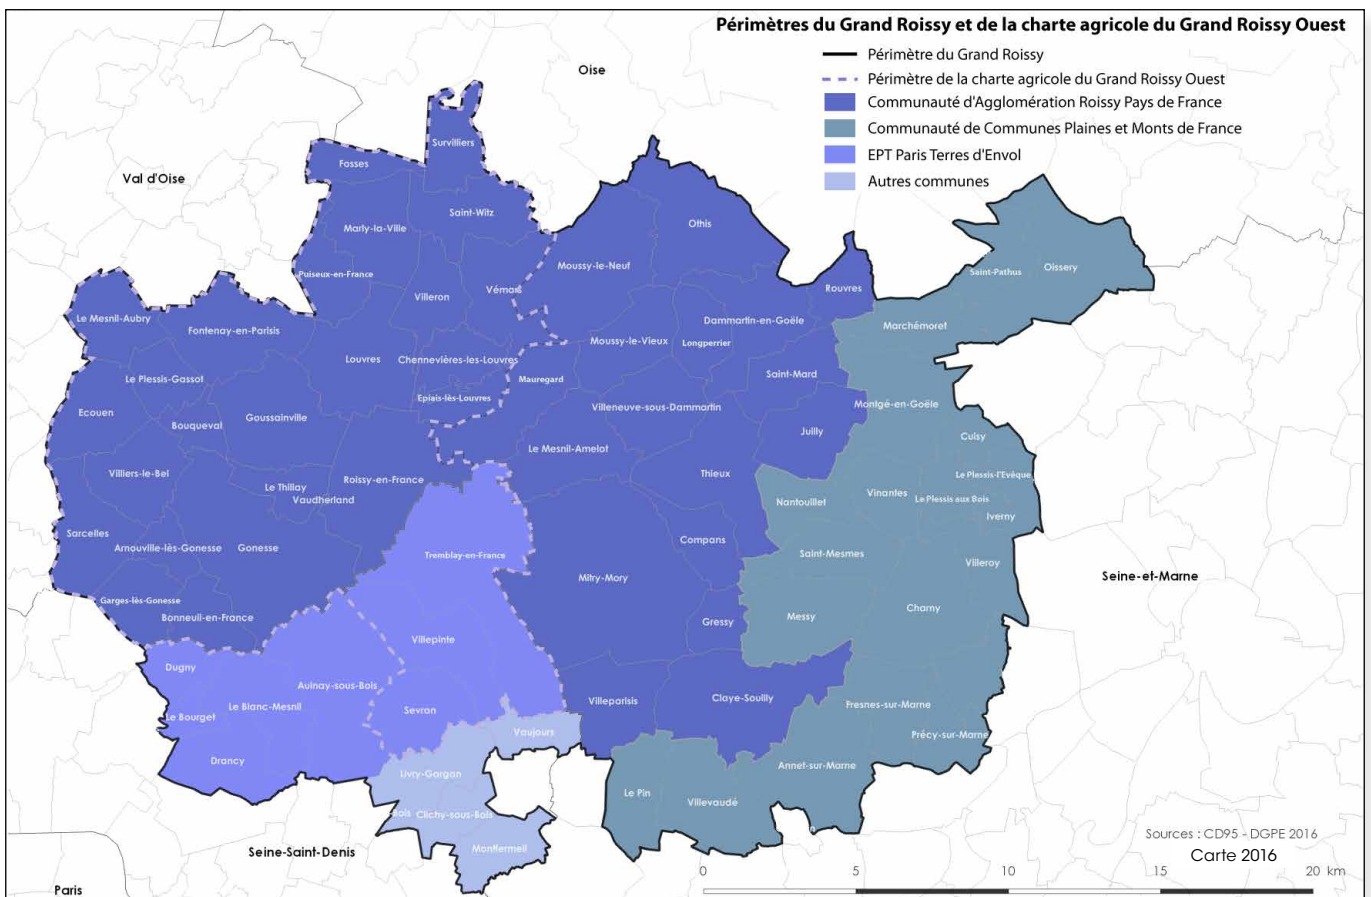 Périmètres du Grand Roissy et de la charte agricole du Grand Roissy Ouest
Périmètre du Grand Roissy
Périmètre de la charte agricole du Grand Roissy Ouest
Communauté d'Agglomération Roissy Pays de France
Communauté de Communes Plaines et Monts de France
EPT Paris Terres d'Envol
Autres communes
Oise
Val d'Oise
Survilliers
Fosses
Saint-Witz
Othis
Marly-la-Ville
Moussy-le-Neuf
Oissery
Saint-Pathus
Puiseux-en-France
Rouvres
Vémars
Villeron
Le Mesnil-Aubry
Dammartin-en-Goële
Marchémoret
Fontenay-en-Parisis
Moussy-le-Vieux
Longperrier
Louvres
Chennevières-les-Louvres
Saint-Mard
Le Plessis-Gassot
Mauregard
Epiais-lès-Louvres
Montgé-en-Goële
Villeneuve-sous-Dammartin
Ecouen
Goussainville
Bouqueval
Juilly
Cuisy
Le Mesnil-Amelot
Villiers-le-Bel
Thieux
Le Plessis-l'Evêque
Roissy-en-France
Le Thillay
Vaudherland
Vinantes
Le Plessis aux Bois
Nantouillet
Iverny
Sarcelles
Compans
Arnouville-lès-Gonesse
Gonesse
Tremblay-en-France
Saint-Mesmes
Villeroy
Mitry-Mory
Seine-et-Marne
Garges-lès-Gonesse
Charny
Bonneuil-en-France
Messy
Gressy
Villepinte
Dugny
Aulnay-sous-Bois
Villeparisis
Claye-Souilly
Le Blanc-Mesnil
Fresnes-sur-Marne
Sevran
Le Bourget
Vaujours
Précy-sur-Marne
Drancy
Annet-sur-Marne
Livry-Gargan
Le Pin
Villevaudé
Bois
Clichy-sous-Bois
Montfermeil
Seine-Saint-Denis
Paris
Sources : CD95 - DGPE 2016
Carte 2016
0 5 10 15 20 km